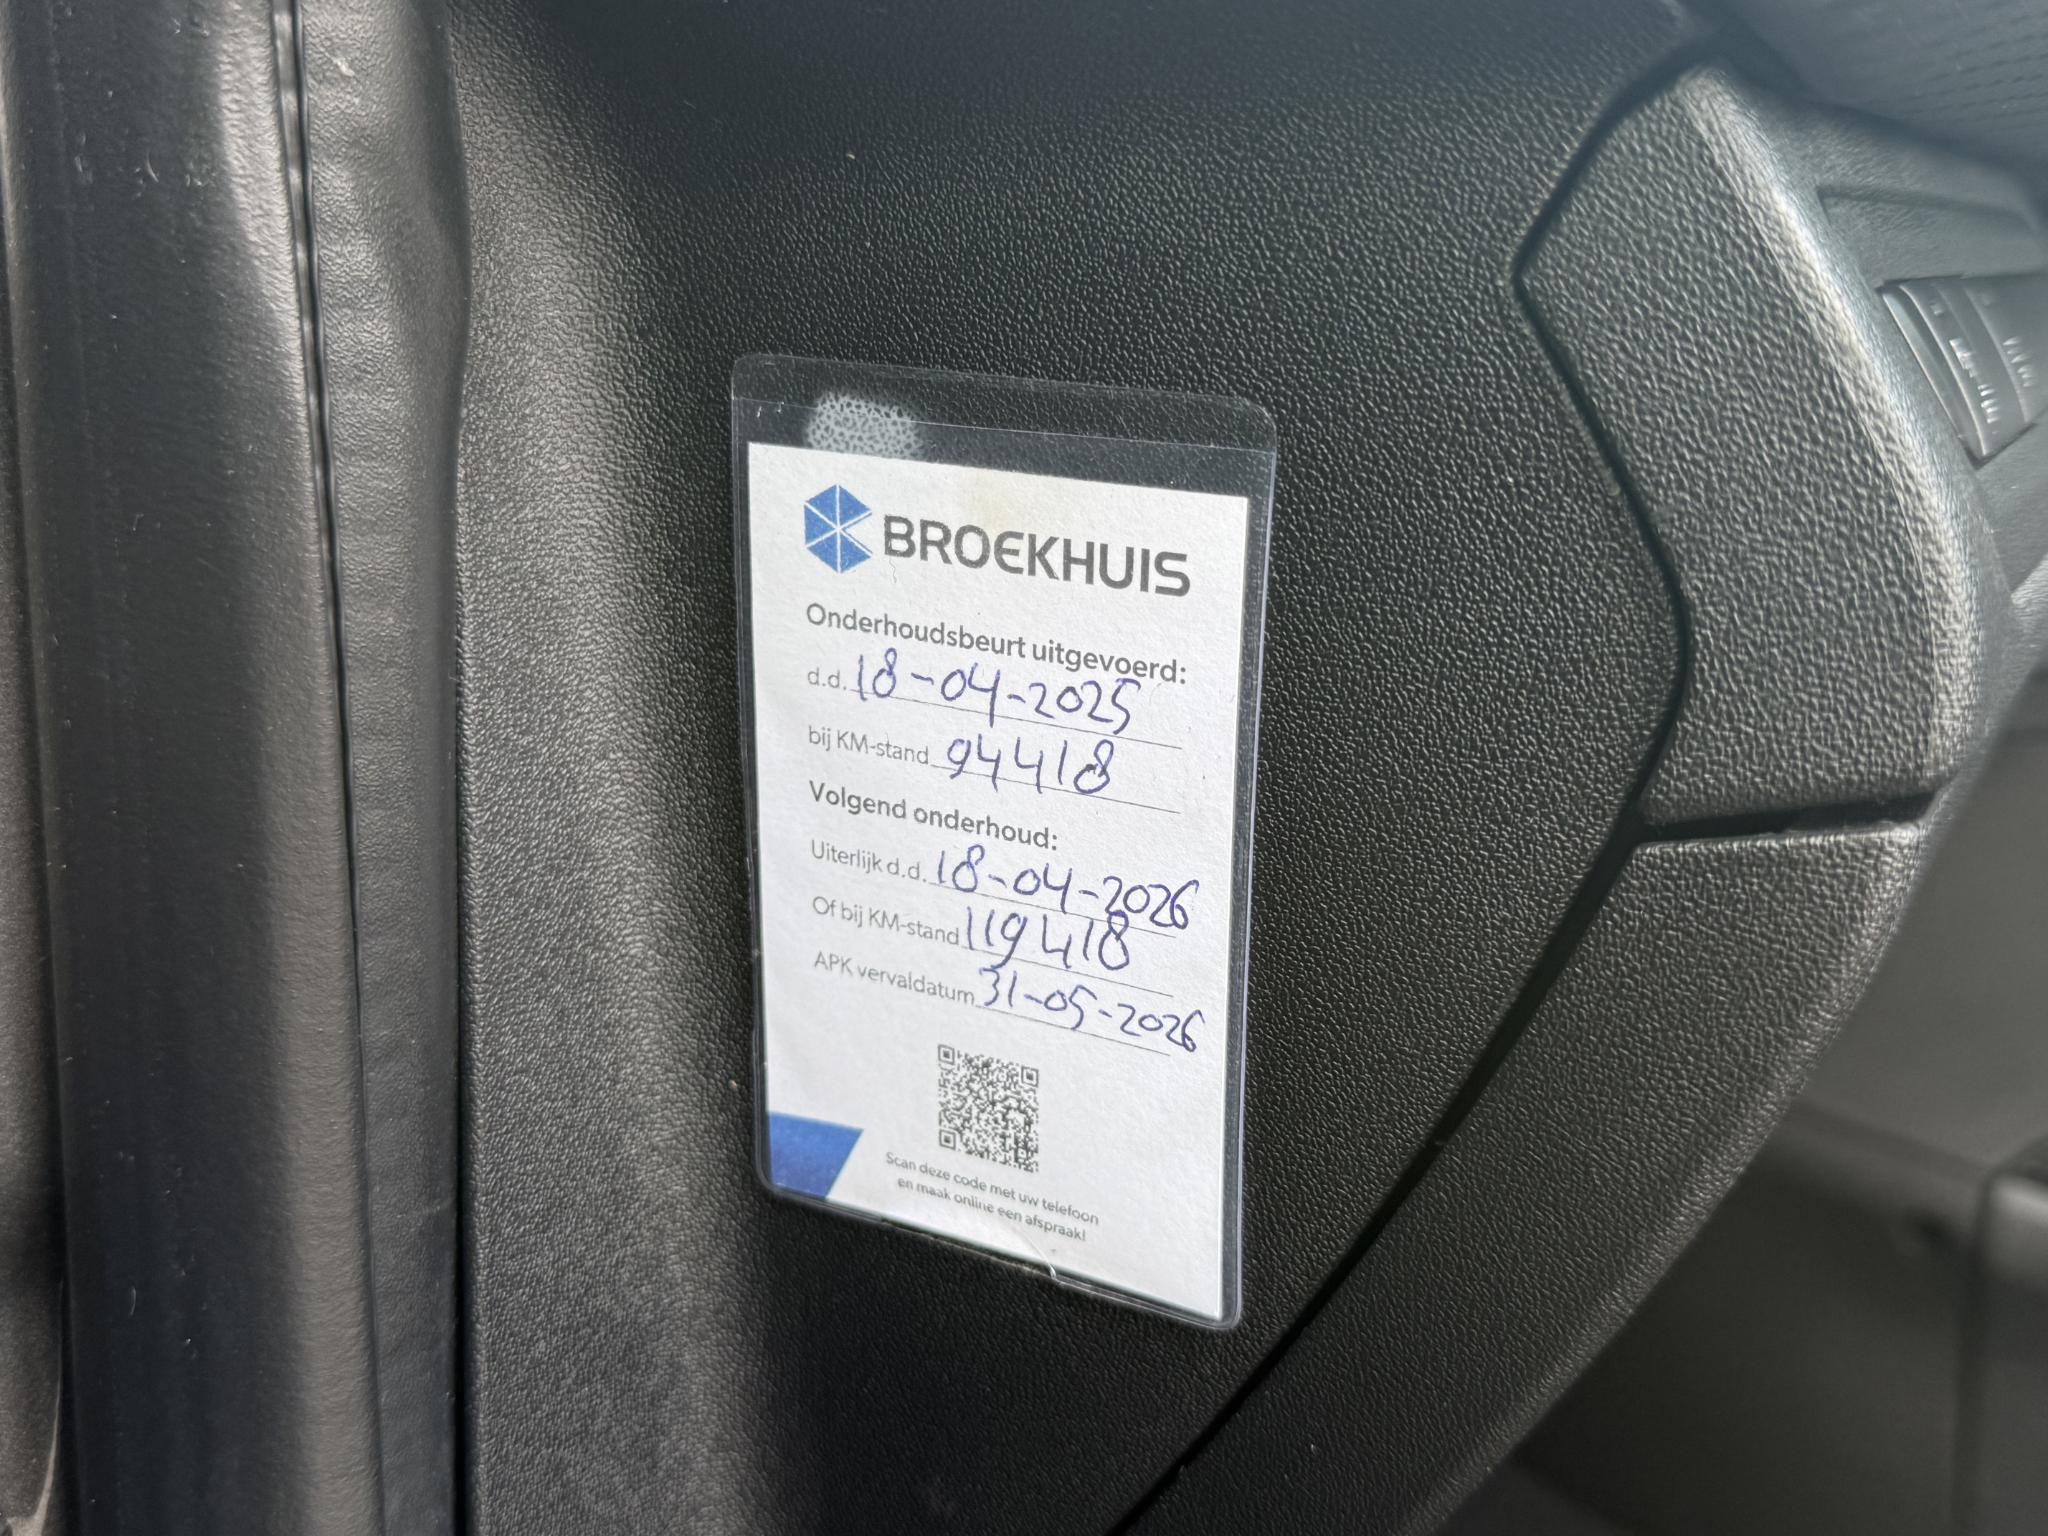 BROEKHUIS
Onderhoudsbeurt uitgevoerd:
d.d. 18-04-2025
bij KM-stand 94418
Volgend onderhoud:
Uiterlijk d.d. 18-04-2026
Of bij KM-stand 119418
APK vervaldatum 31-05-2026
Scan deze code met uw telefoon
en maak online een afspraak!